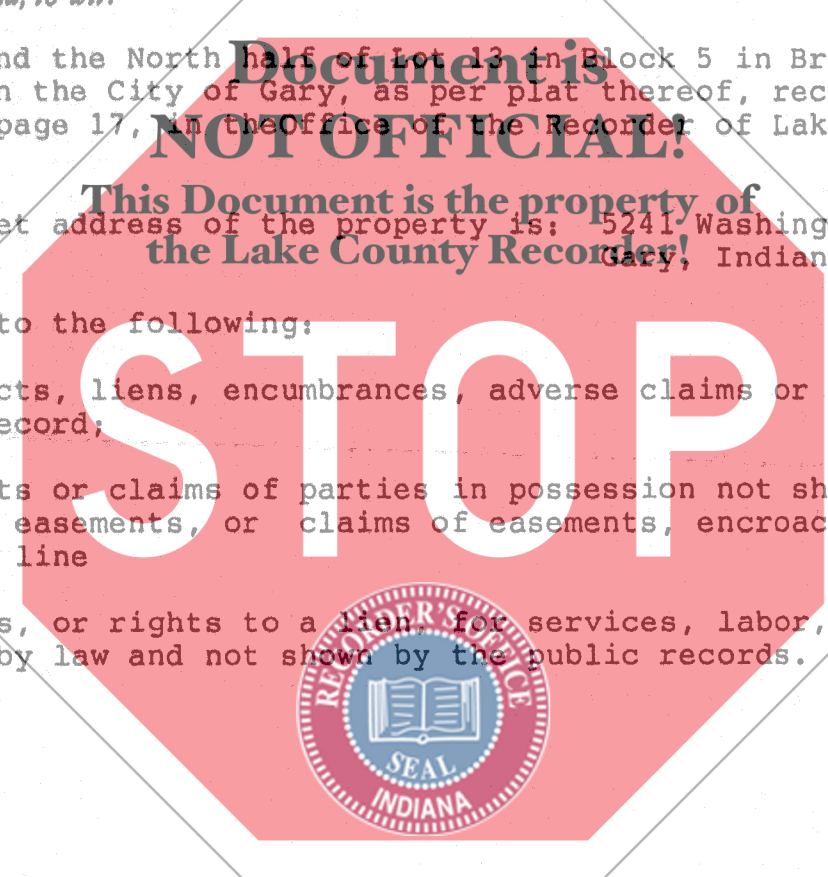 to wit:
nd the North half of Lot 13 in Block 5 in Br
n the City of Gary, as per plat thereof, rec
page 17, in theOffice of the Recorder of Lak
et address of the property is: 5241 Washing
Gary, Indian
to the following:
cts, liens, encumbrances, adverse claims or
ecord;
ts or claims of parties in possession not sh
easements, or claims of easements, encroac
line
s, or rights to a lien, for services, labor,
by law and not shown by the public records.
Document is
NOT OFFICIAL!
This Document is the property of
the Lake County Recorder!
STOP
RECORDER'S OFFICE
SEAL
INDIANA